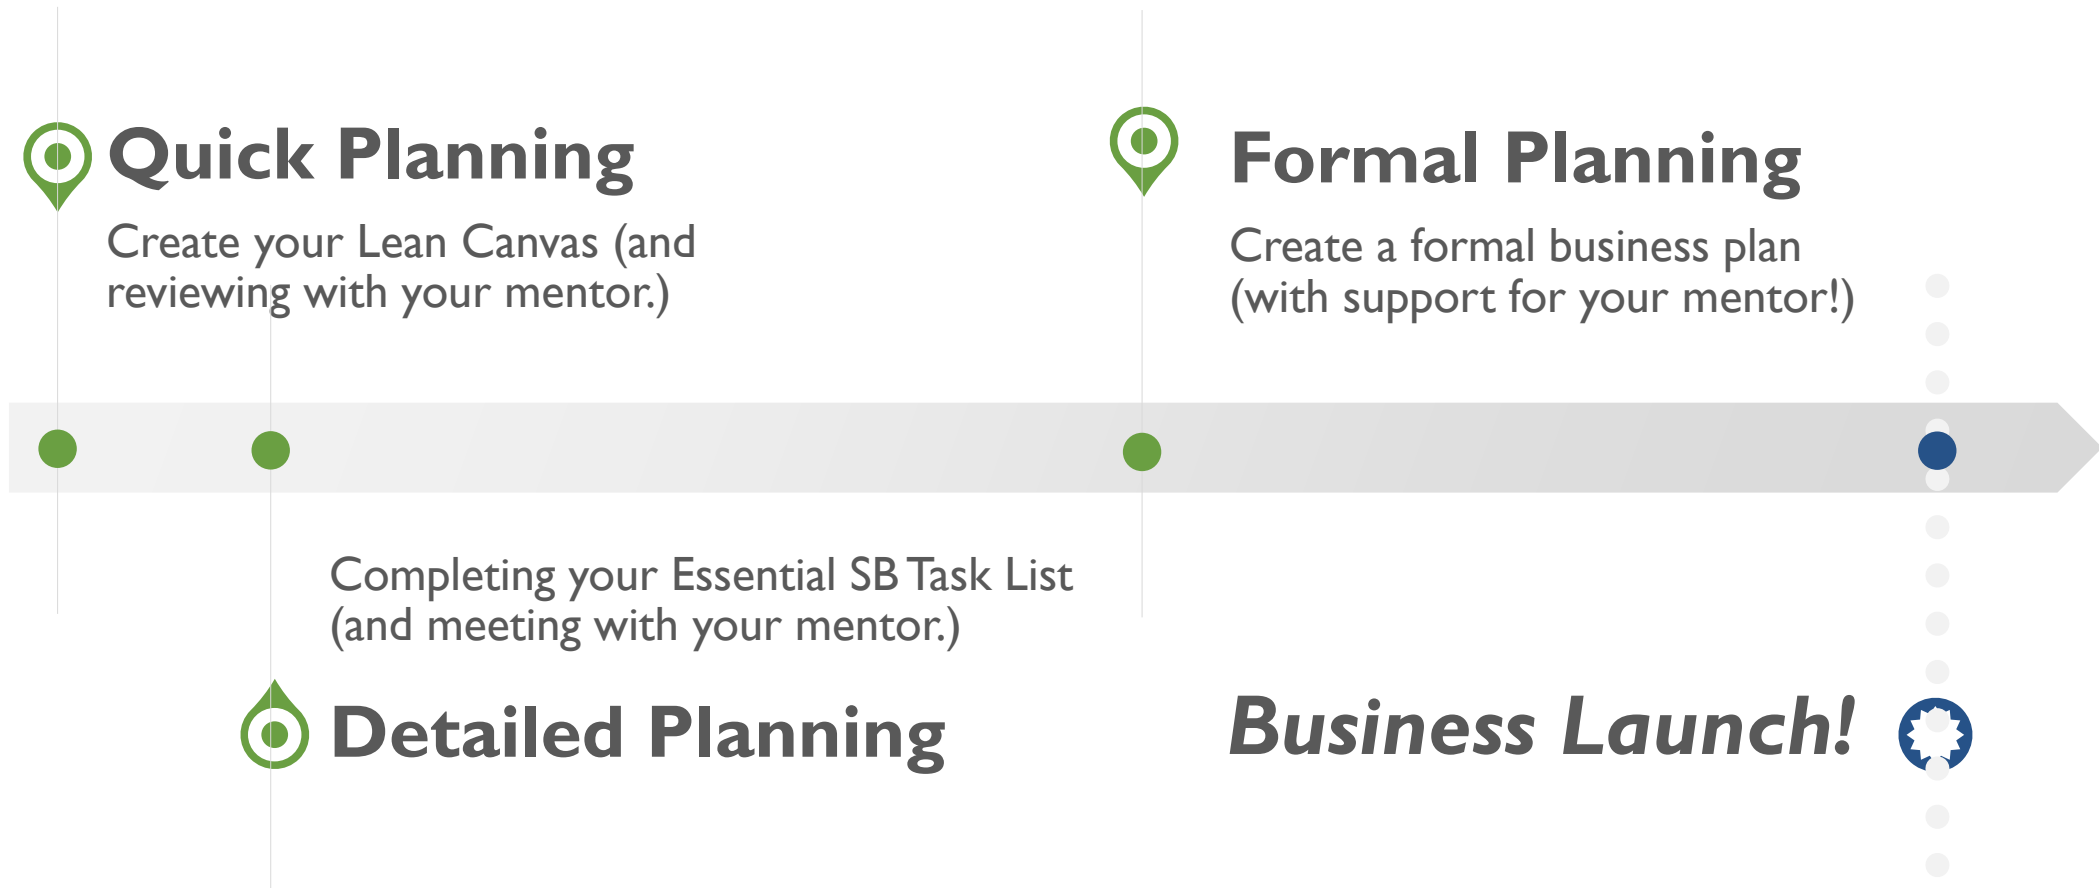 Quick Planning
Create your Lean Canvas (and
reviewing with your mentor.)
Formal Planning
Create a formal business plan
(with support for your mentor!)
Completing your Essential SB Task List
(and meeting with your mentor.)
Detailed Planning
Business Launch!